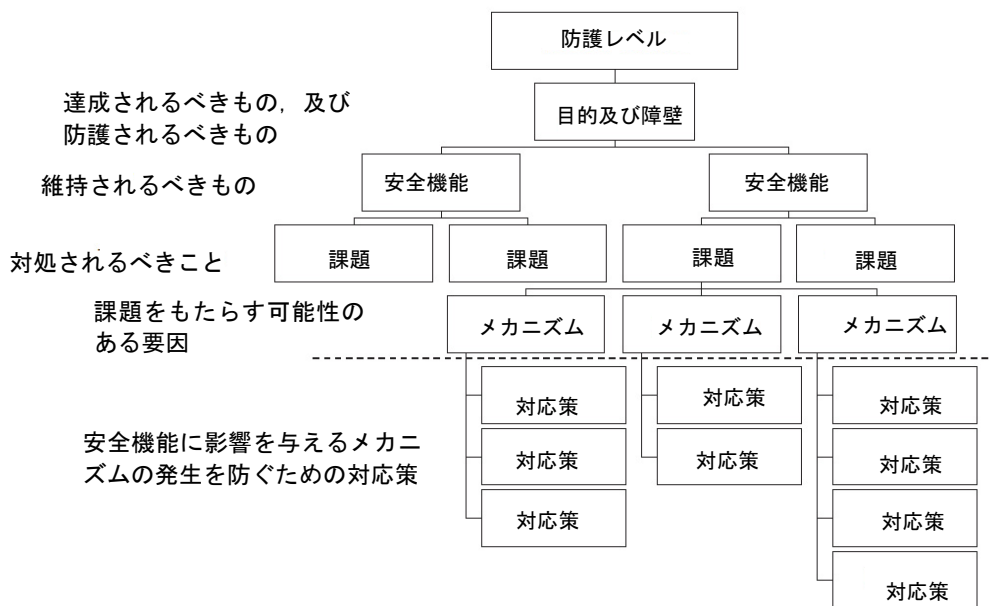 防護レベル
達成されるべきもの，及び
防護されるべきもの
目的及び障壁
維持されるべきもの
安全機能
安全機能
対処されるべきこと
課題
課題
課題
課題
課題をもたらす可能性の
ある要因
メカニズム
メカニズム
メカニズム
安全機能に影響を与えるメカニ
ズムの発生を防ぐための対応策
対応策
対応策
対応策
対応策
対応策
対応策
対応策
対応策
対応策